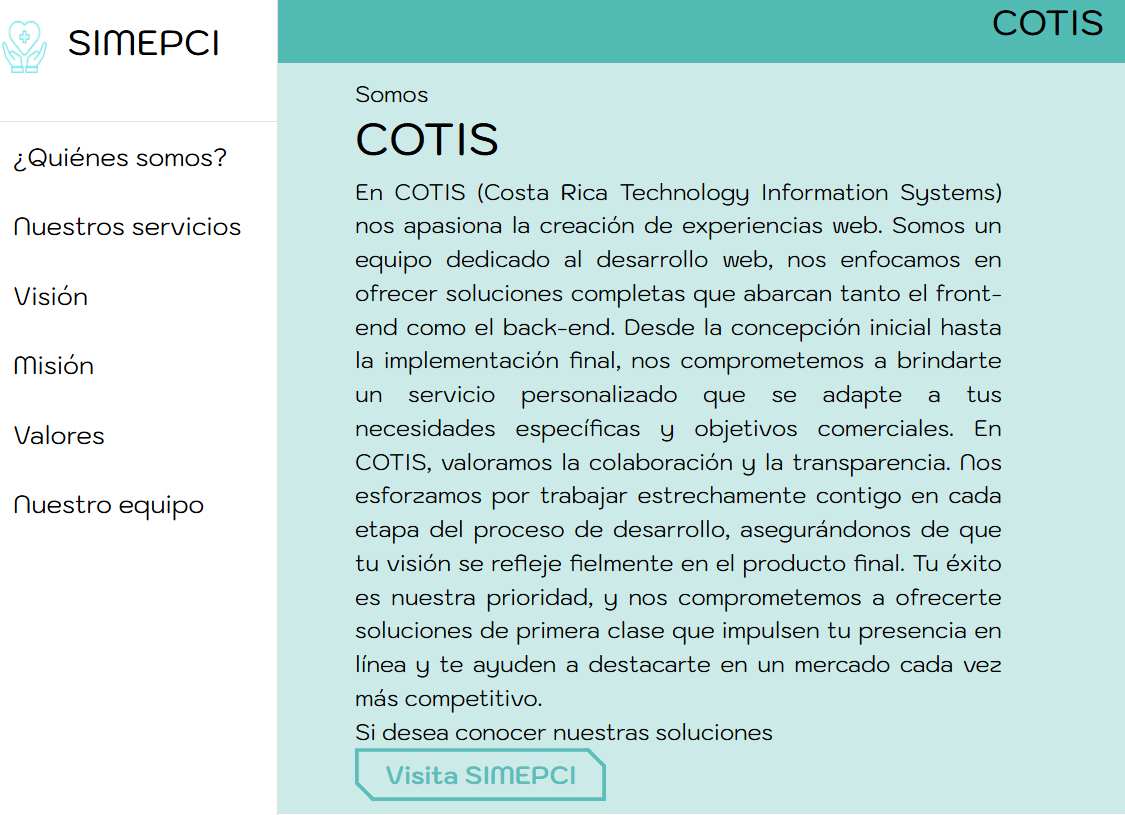 SIMEPCI
¿Quiénes somos?
Nuestros servicios
Visión
Misión
Valores
Nuestro equipo
COTIS
Somos
COTIS
En COTIS (Costa Rica Technology Information Systems)
nos apasiona la creación de experiencias web. Somos un
equipo dedicado al desarrollo web, nos enfocamos en
ofrecer soluciones completas que abarcan tanto el front-
end como el back-end. Desde la concepción inicial hasta
la implementación final, nos comprometemos a brindarte
un servicio personalizado que se adapte a tus
necesidades específicas y objetivos comerciales. En
COTIS, valoramos la colaboración y la transparencia. Nos
esforzamos por trabajar estrechamente contigo en cada
etapa del proceso de desarrollo, asegurándonos de que
tu visión se refleje fielmente en el producto final. Tu éxito
es nuestra prioridad, y nos comprometemos a ofrecerte
soluciones de primera clase que impulsen tu presencia en
línea y te ayuden a destacarte en un mercado cada vez
más competitivo.
Si desea conocer nuestras soluciones
Visita SIMEPCI